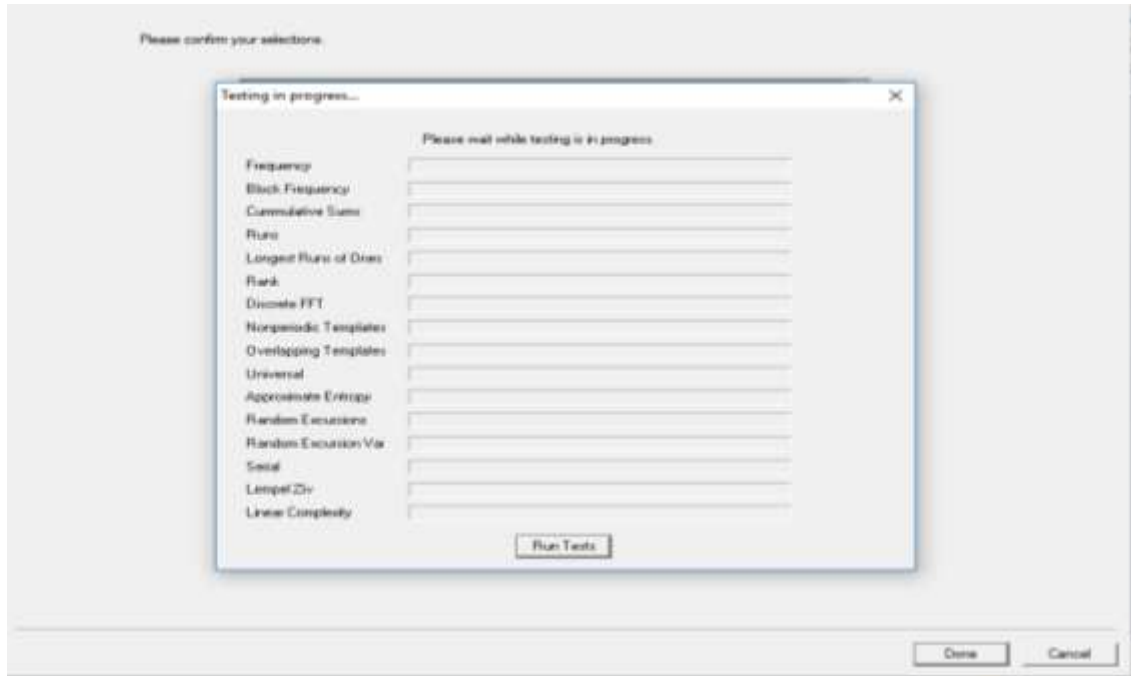 Please confirm your selections.
Testing in progress...
Please wait while testing is in progress
Frequency
Block Frequency
Cummulative Sums
Runs
Longest Runs of Ones
Rank
Discrete FFT
Nonperiodic Templates
Overlapping Templates
Universal
Approximate Entropy
Random Excursions
Random Excursion Var
Serial
Lempel Ziv
Linear Complexity
Run Tests
Done
Cancel